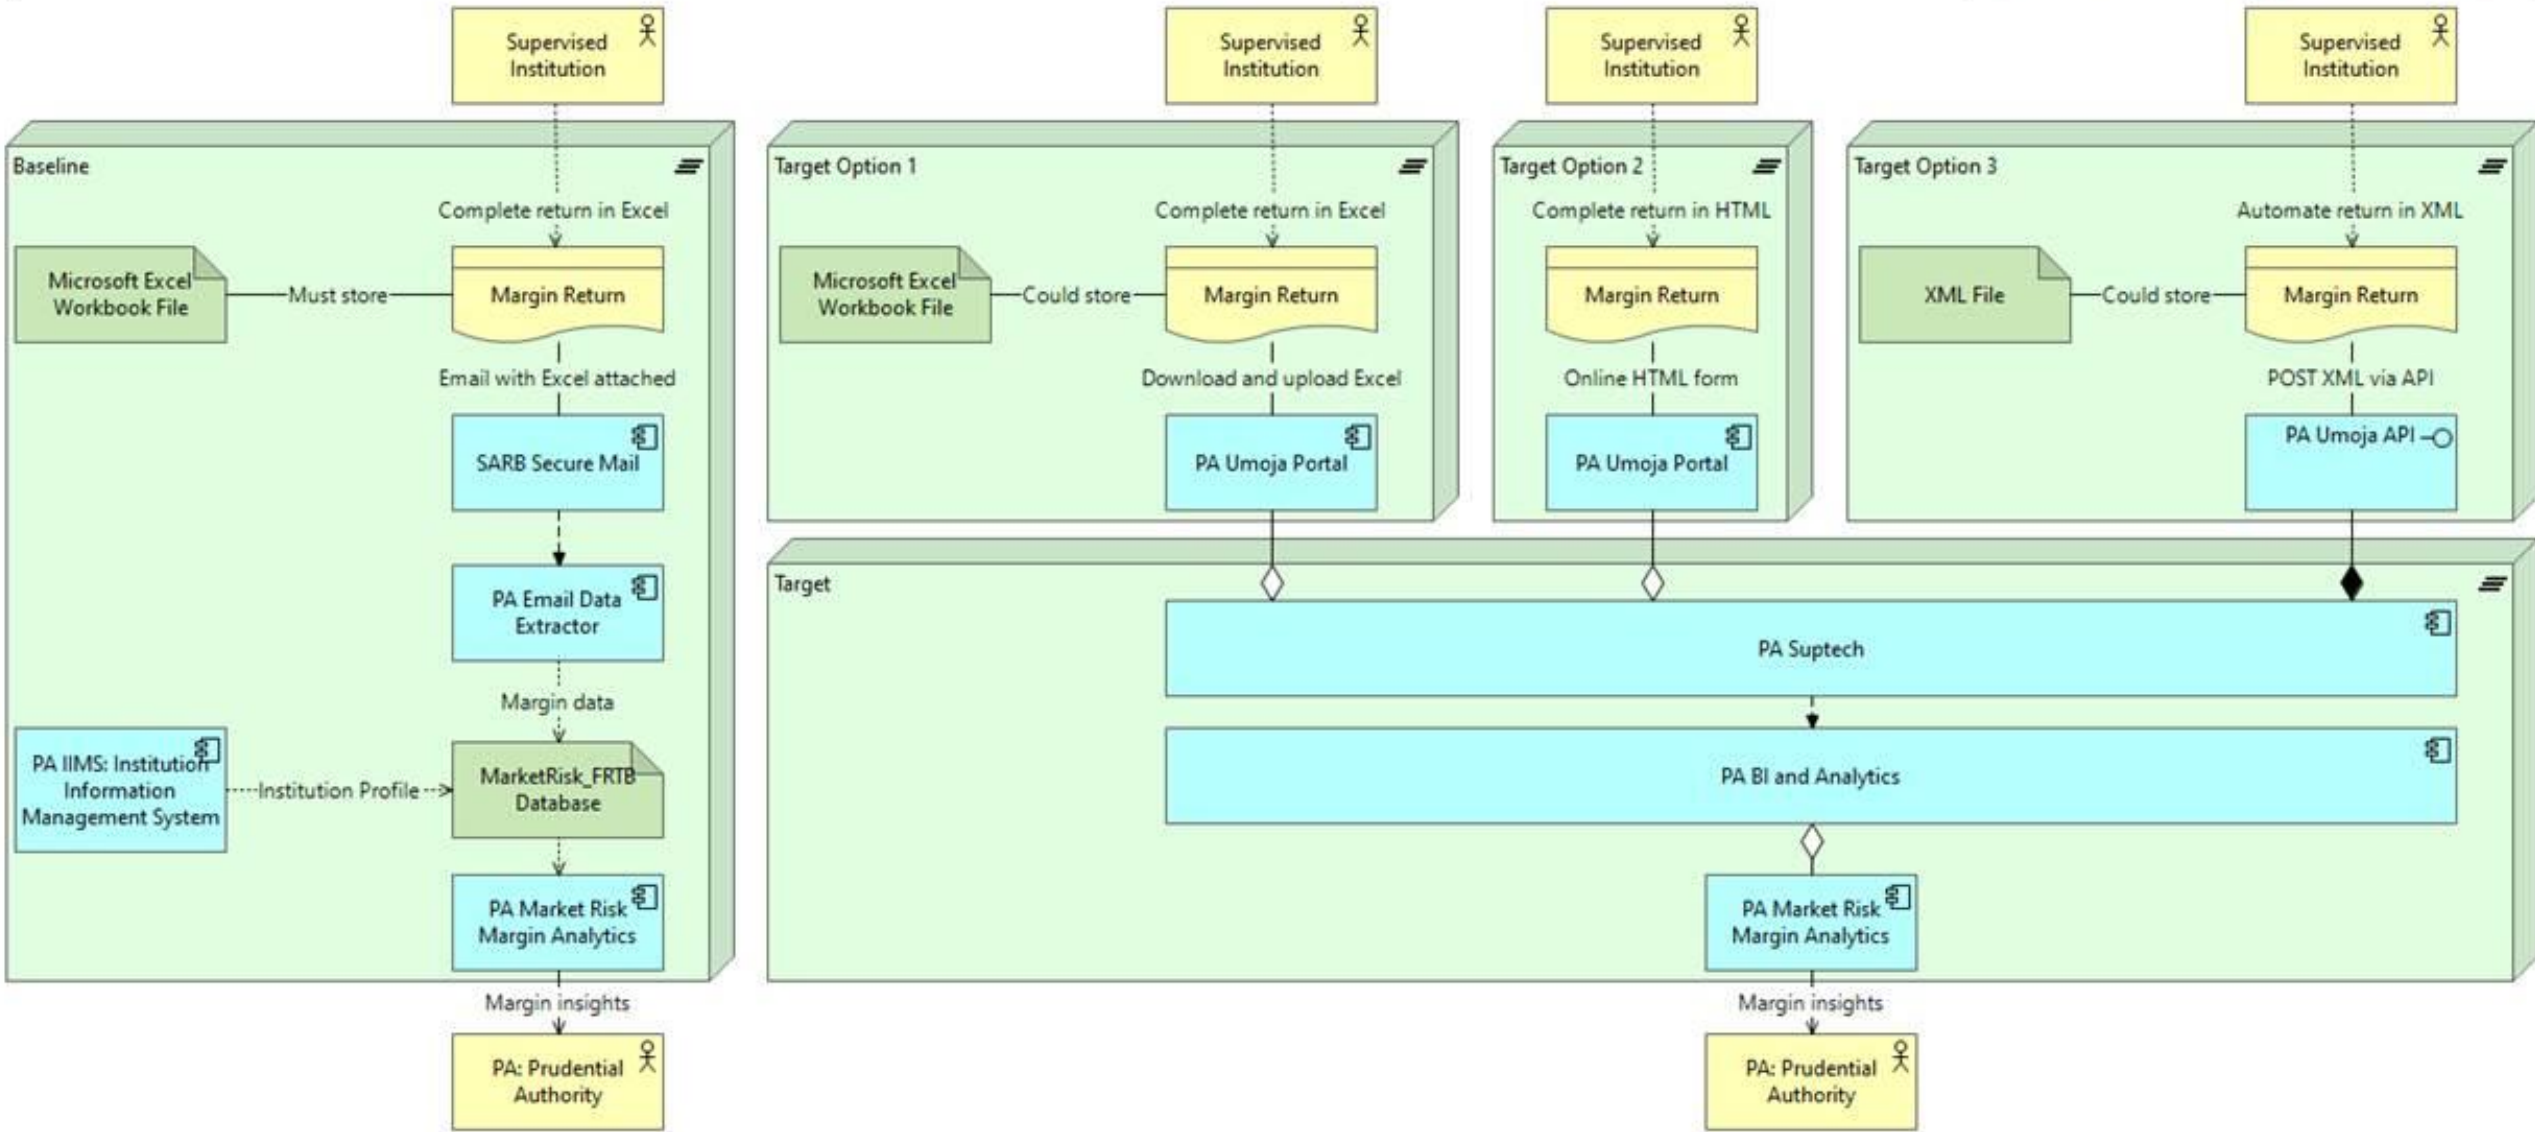 Supervised
Institution
Supervised
Institution
Supervised
Institution
Supervised
Institution
Baseline
Complete return in Excel
Microsoft Excel
Workbook File
Must store
Margin Return
Email with Excel attached
SARB Secure Mail
PA Email Data
Extractor
Margin data
PA IIMS: Institution
Information
Management System
Institution Profile
MarketRisk_FRTB
Database
PA Market Risk
Margin Analytics
Margin insights
PA: Prudential
Authority
Target Option 1
Complete return in Excel
Microsoft Excel
Workbook File
Could store
Margin Return
Download and upload Excel
PA Umoja Portal
Target Option 2
Complete return in HTML
Margin Return
Online HTML form
PA Umoja Portal
Target Option 3
Automate return in XML
XML File
Could store
Margin Return
POST XML via API
PA Umoja API
Target
PA Suptech
PA BI and Analytics
PA Market Risk
Margin Analytics
Margin insights
PA: Prudential
Authority